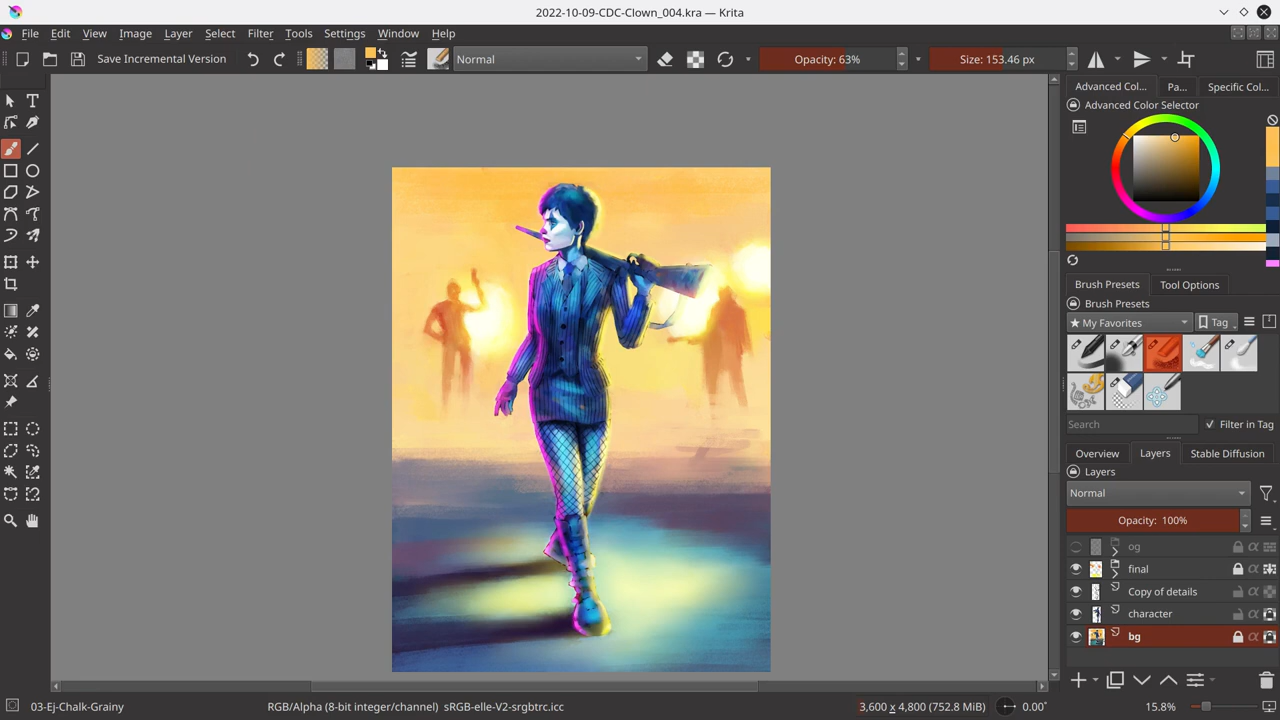 2022-10-09-CDC-Clown_004.kra — Krita
File Edit View Image Layer Select Filter Tools Settings Window Help
Save Incremental Version Normal Opacity: 63% Size: 153.46 px
Advanced Col... Pa... Specific Col...
Advanced Color Selector
Brush Presets Tool Options
Brush Presets
★ My Favorites Tag
Search Filter in Tag
Overview Layers Stable Diffusion
Layers
Normal
Opacity: 100%
og
final
Copy of details
character
bg
03-Ej-Chalk-Grainy RGB/Alpha (8-bit integer/channel) sRGB-elle-V2-srgbtrc.icc 3,600 x 4,800 (752.8 MiB) 0.00° 15.8%